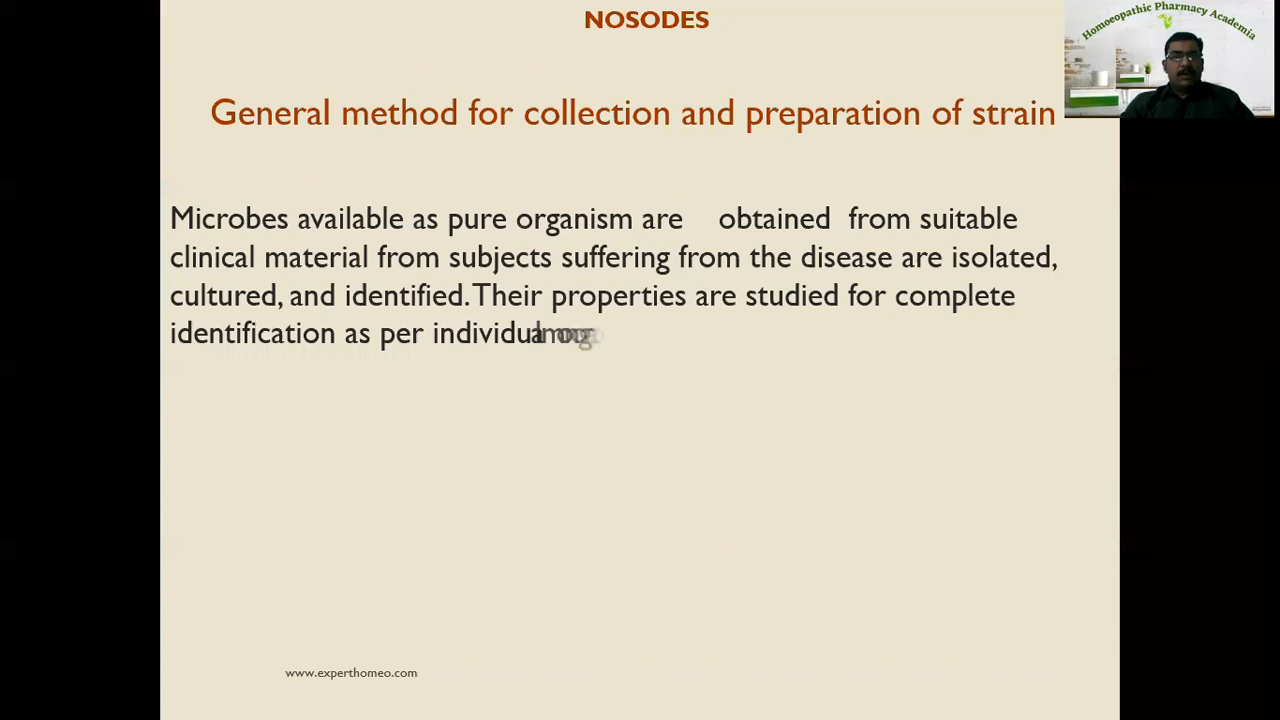 NOSODES
Homoeopathic Pharmacy Academia
General method for collection and preparation of strain
Microbes available as pure organism are obtained from suitable
clinical material from subjects suffering from the disease are isolated,
cultured, and identified. Their properties are studied for complete
identification as per individual
www.experthomeo.com